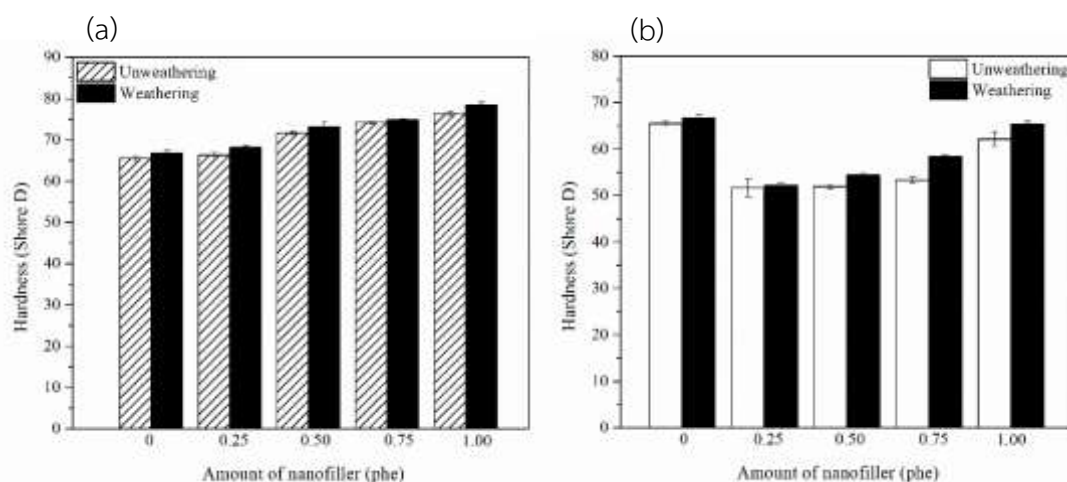 (a)
90
80
70
60
50
40
30
20
10
0
Hardness (Shore D)
Unweathering
Weathering
0 0.25 0.50 0.75 1.00
Amount of nanofiller (phe)
(b)
80
70
60
50
40
30
20
10
0
Hardness (Shore D)
Unweathering
Weathering
0 0.25 0.50 0.75 1.00
Amount of nanofiller (phe)